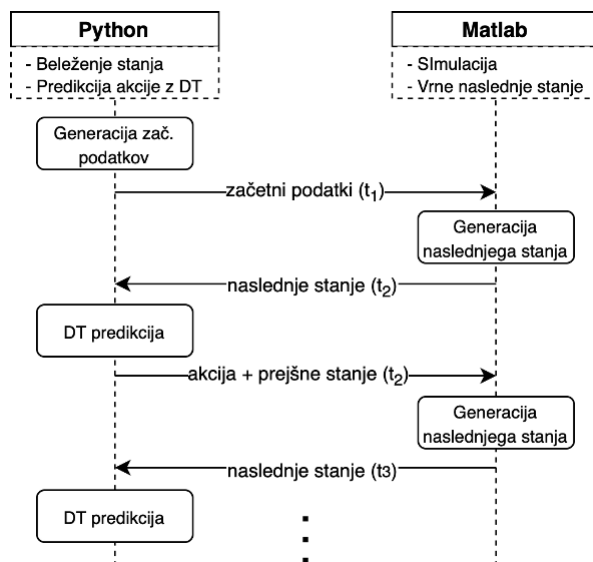 Python
- Beleženje stanja
- Predikcija akcije z DT
Matlab
- SImulacija
- Vrne naslednje stanje
Generacija zač.
podatkov
začetni podatki (t₁)
Generacija
naslednjega stanja
naslednje stanje (t₂)
DT predikcija
akcija + prejšne stanje (t₂)
Generacija
naslednjega stanja
naslednje stanje (t3)
DT predikcija